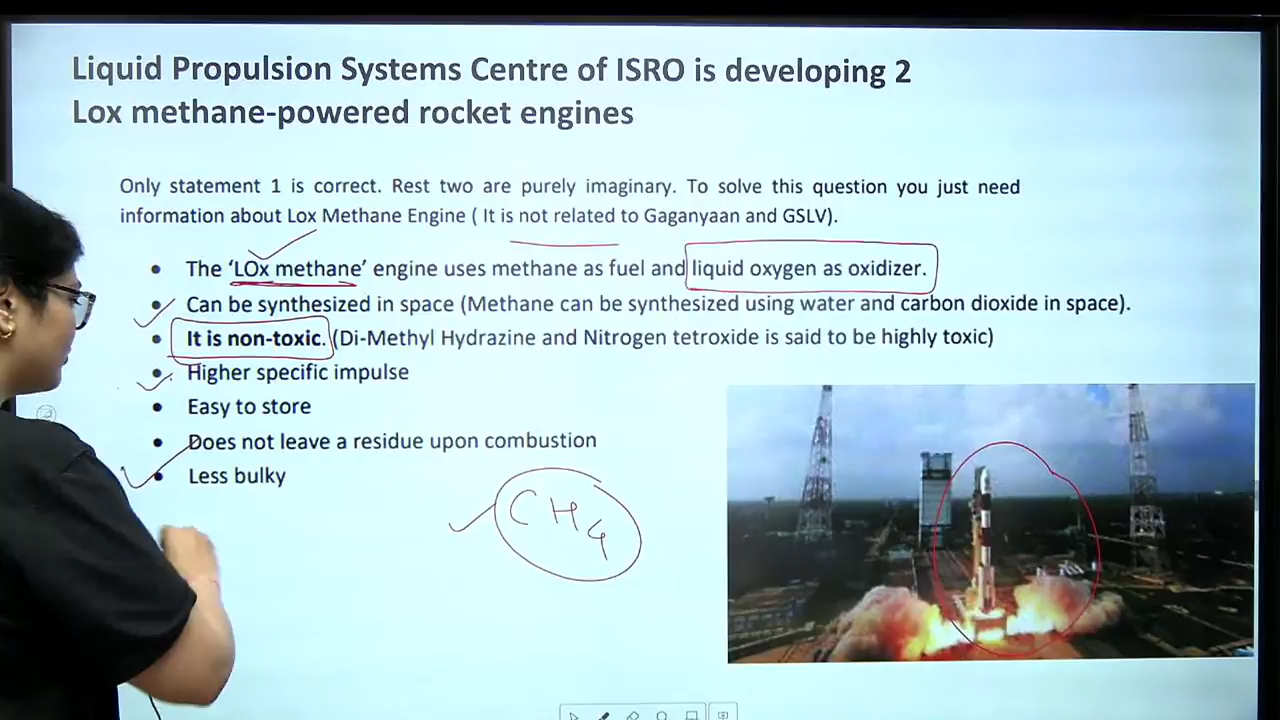 Liquid Propulsion Systems Centre of ISRO is developing 2
Lox methane-powered rocket engines
Only statement 1 is correct. Rest two are purely imaginary. To solve this question you just need
information about Lox Methane Engine ( It is not related to Gaganyaan and GSLV).
• The ‘LOx methane’ engine uses methane as fuel and liquid oxygen as oxidizer.
• Can be synthesized in space (Methane can be synthesized using water and carbon dioxide in space).
• It is non-toxic. (Di-Methyl Hydrazine and Nitrogen tetroxide is said to be highly toxic)
• Higher specific impulse
• Easy to store
• Does not leave a residue upon combustion
• Less bulky
CH4